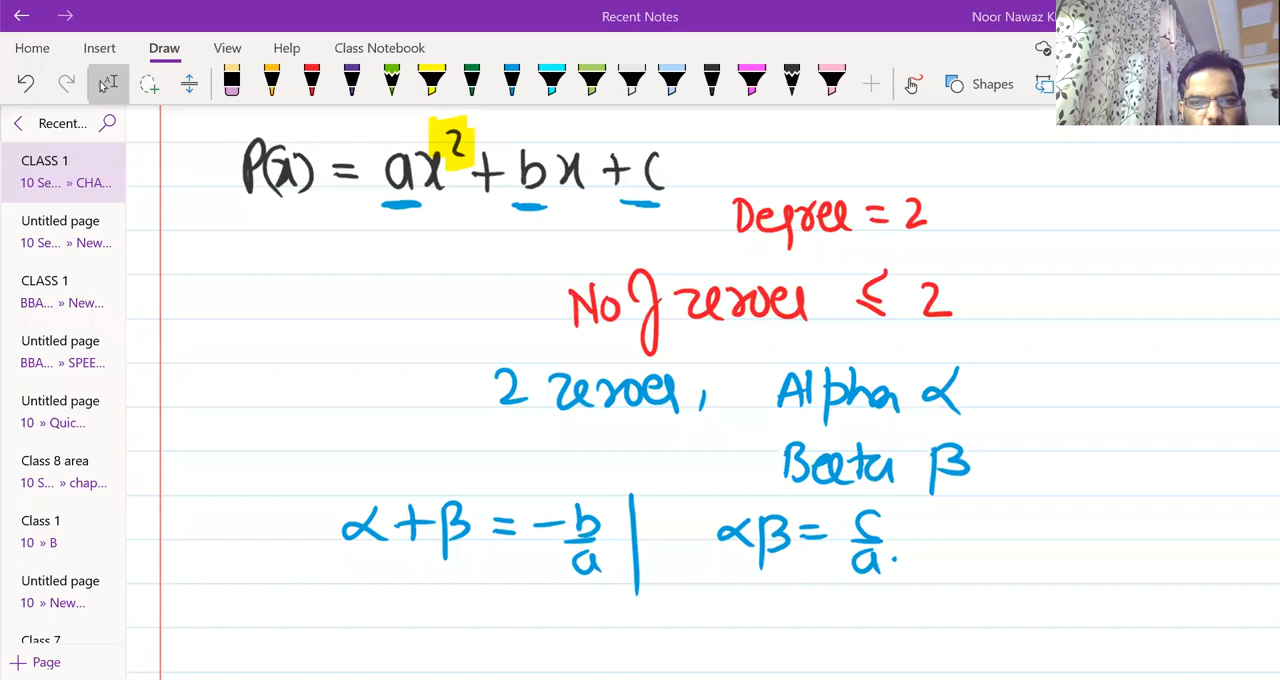 Recent Notes
Noor Nawaz K
Home Insert Draw View Help Class Notebook
Shapes
Recent...
CLASS 1
10 Se... » CHA...
Untitled page
10 Se... » New...
CLASS 1
BBA... » New...
Untitled page
BBA... » SPEE...
Untitled page
10 » Quic...
Class 8 area
10 S... » chap...
Class 1
10 » B
Untitled page
10 » New...
Class 7
Page
P(x) = ax² + bx + c
Degree = 2
No of zeroes ≤ 2
2 zeroes, Alpha α
Beeta β
α + β = -b/a | αβ = c/a.